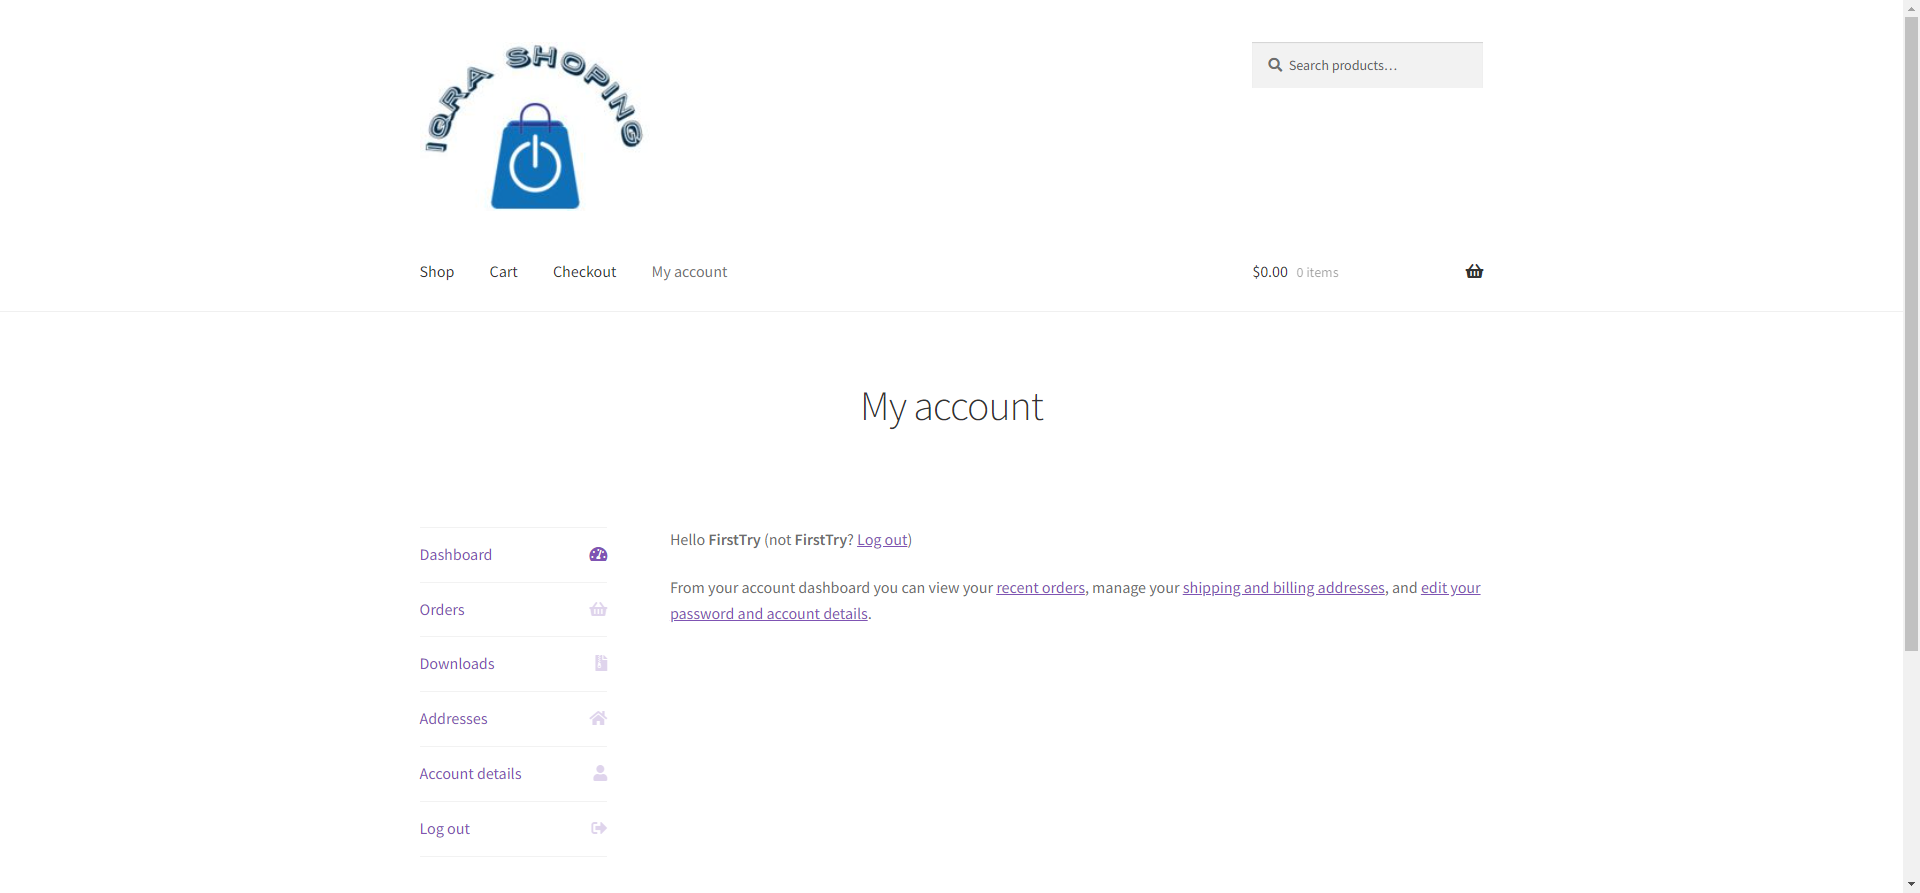 IQRA SHOPING
Search products…
Shop Cart Checkout My account
$0.00 0 items
My account
Dashboard
Orders
Downloads
Addresses
Account details
Log out
Hello FirstTry (not FirstTry? Log out)
From your account dashboard you can view your recent orders, manage your shipping and billing addresses, and edit your
password and account details.